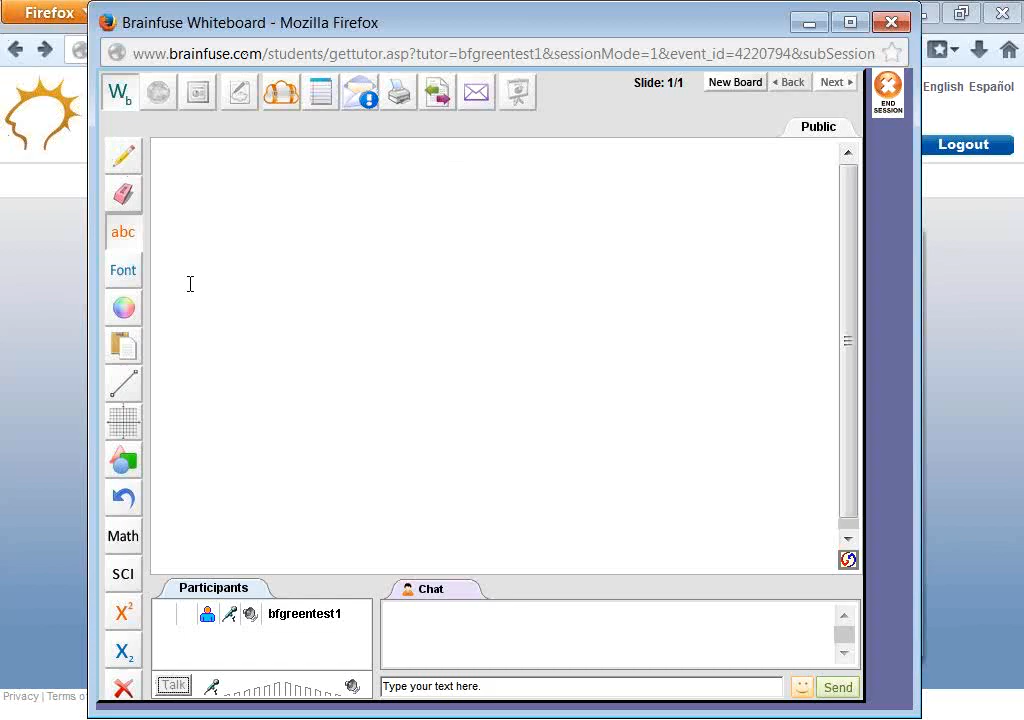 Firefox
Brainfuse Whiteboard - Mozilla Firefox
www.brainfuse.com/students/gettutor.asp?tutor=bfgreentest1&sessionMode=1&event_id=4220794&subSession
Wb
Slide: 1/1
New Board
Back
Next
END
SESSION
English Español
Public
Logout
abc
Font
Math
SCI
X²
X₂
Participants
Chat
bfgreentest1
Talk
Type your text here.
Send
Privacy | Terms o